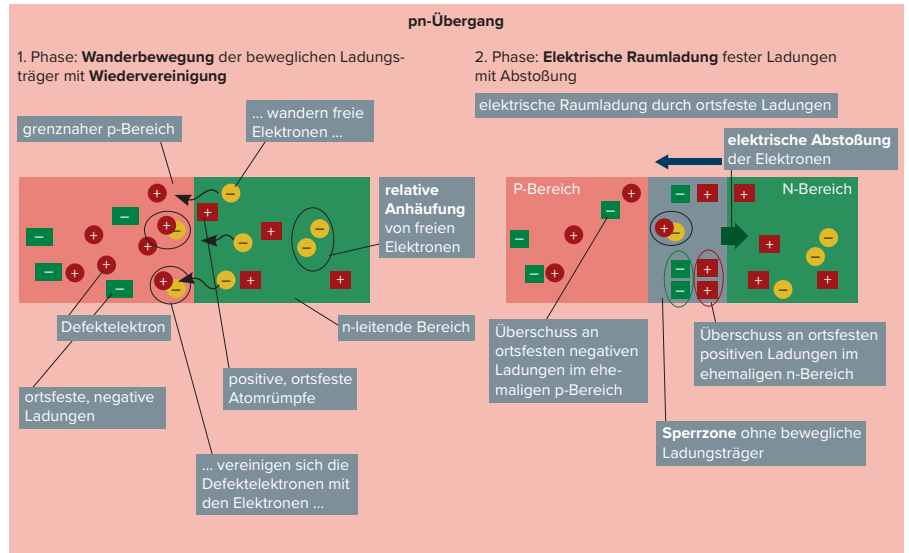 pn-Übergang
1. Phase: Wanderbewegung der beweglichen Ladungs-
träger mit Wiedervereinigung
... wandern freie
Elektronen ...
grenznaher p-Bereich
relative
Anhäufung
von freien
Elektronen
Defektelektron
n-leitende Bereich
ortsfeste, negative
Ladungen
positive, ortsfeste
Atomrümpfe
... vereinigen sich die
Defektelektronen mit
den Elektronen ...
2. Phase: Elektrische Raumladung fester Ladungen
mit Abstoßung
elektrische Raumladung durch ortsfeste Ladungen
elektrische Abstoßung
der Elektronen
P-Bereich
N-Bereich
Überschuss an
ortsfesten negativen
Ladungen im ehe-
maligen p-Bereich
Überschuss an ortsfesten
positiven Ladungen im
ehemaligen n-Bereich
Sperrzone ohne bewegliche
Ladungsträger